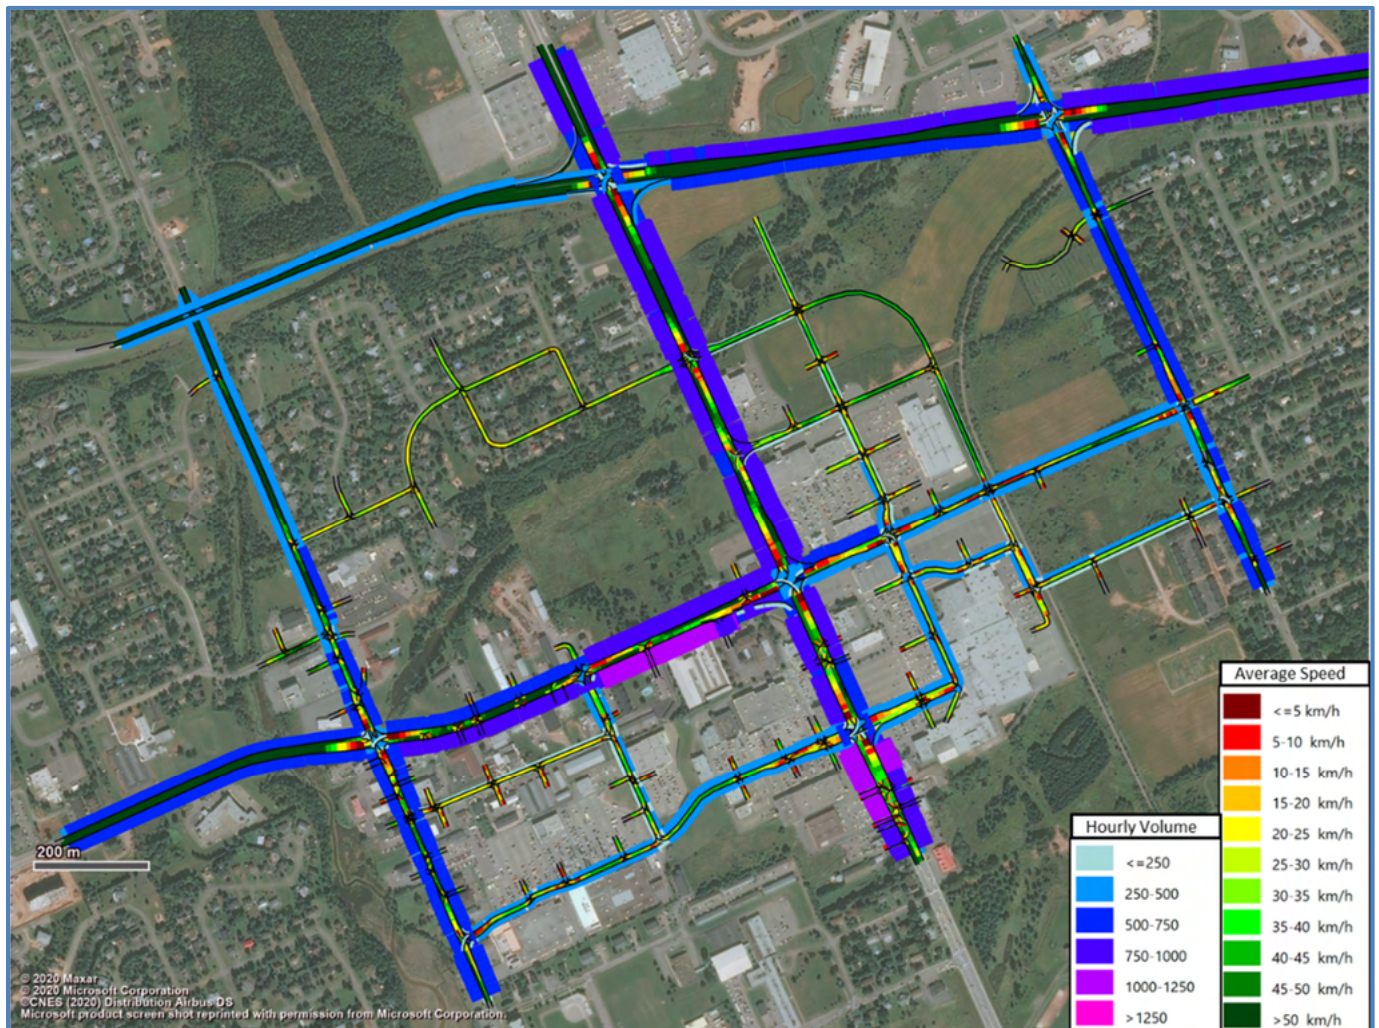 Average Speed
<=5 km/h
5-10 km/h
10-15 km/h
15-20 km/h
20-25 km/h
25-30 km/h
30-35 km/h
35-40 km/h
40-45 km/h
45-50 km/h
>50 km/h
Hourly Volume
<=250
250-500
500-750
750-1000
1000-1250
>1250
200 m
© 2020 Maxar
© 2020 Microsoft Corporation
©CNES (2020) Distribution Airbus DS
Microsoft product screen shot reprinted with permission from Microsoft Corporation.